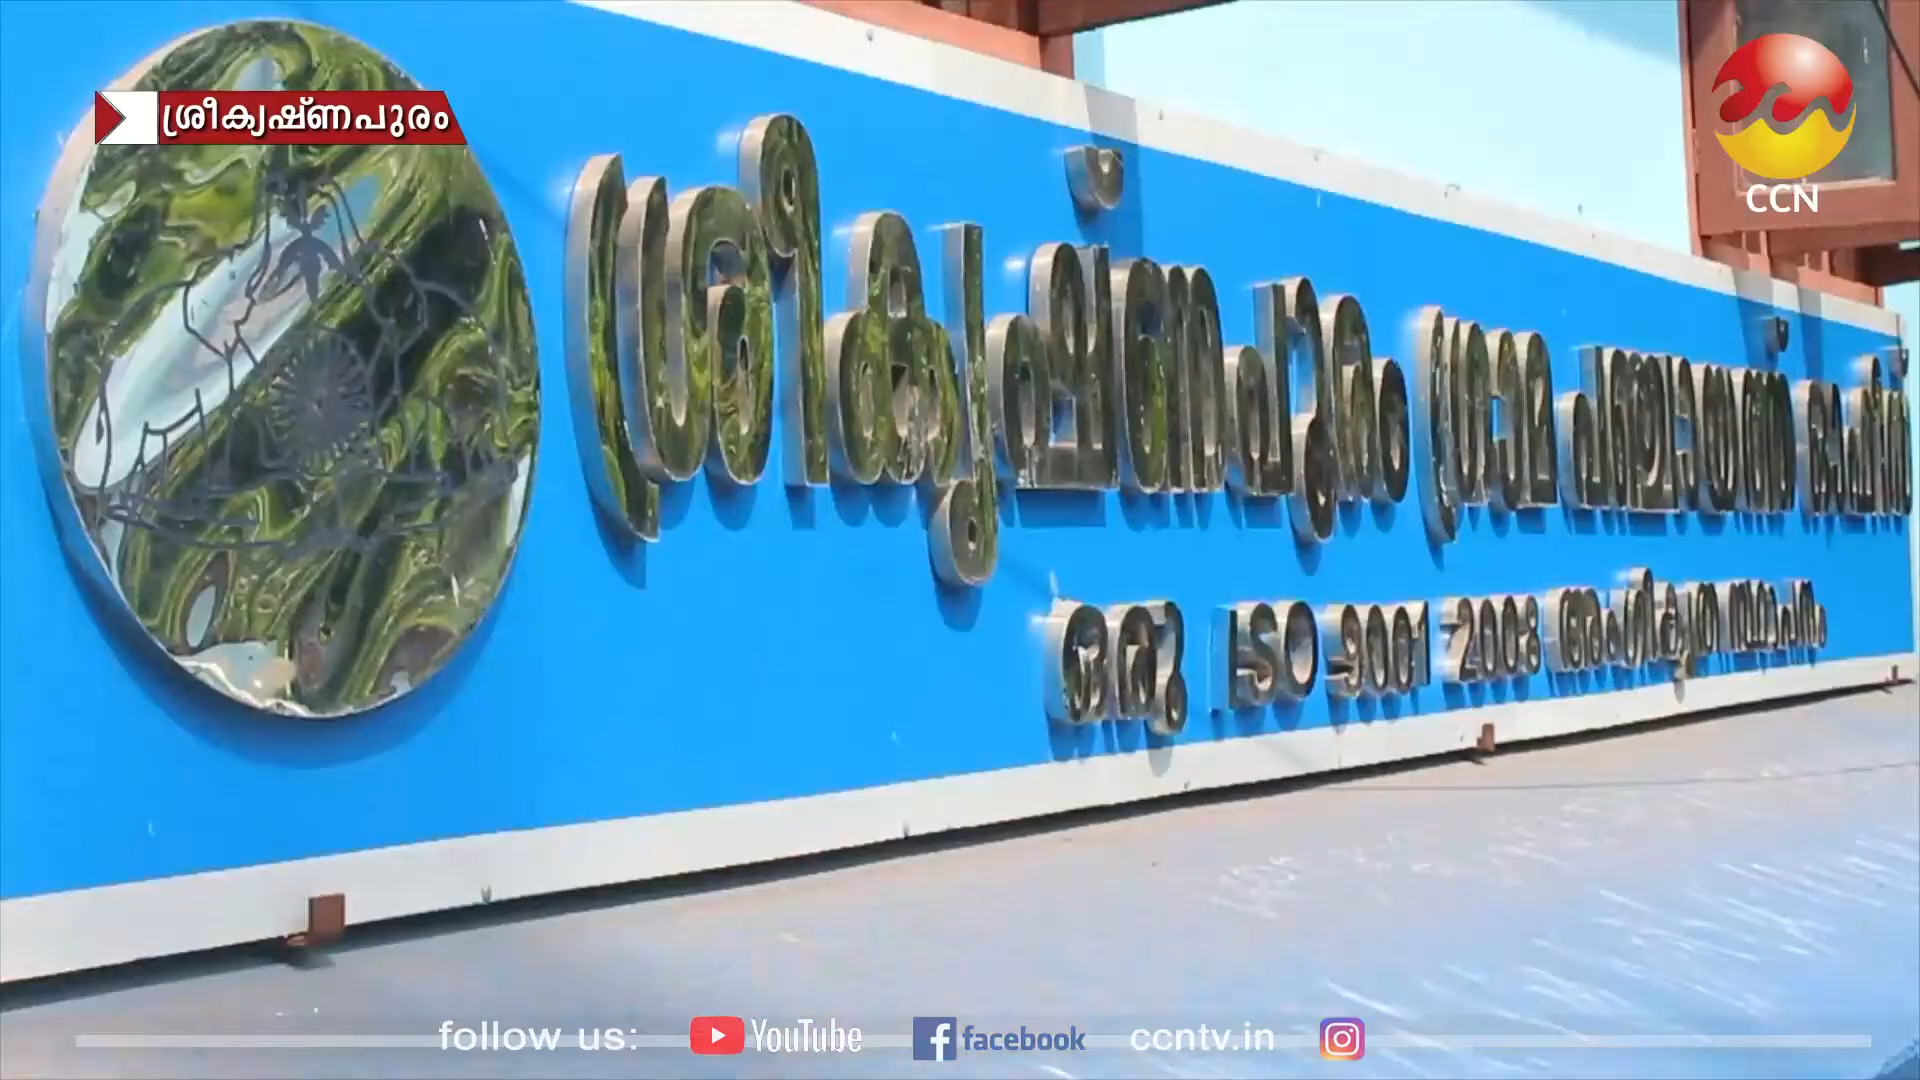 ശ്രീകൃഷ്ണപുരം
CCN
ശ്രീകൃഷ്ണപുരം ഗ്രാമ പഞ്ചായത്ത് ഓഫീസ്
ഒരു ISO 9001-2008 അംഗീകൃത സ്ഥാപനം
follow us: YouTube facebook ccntv.in